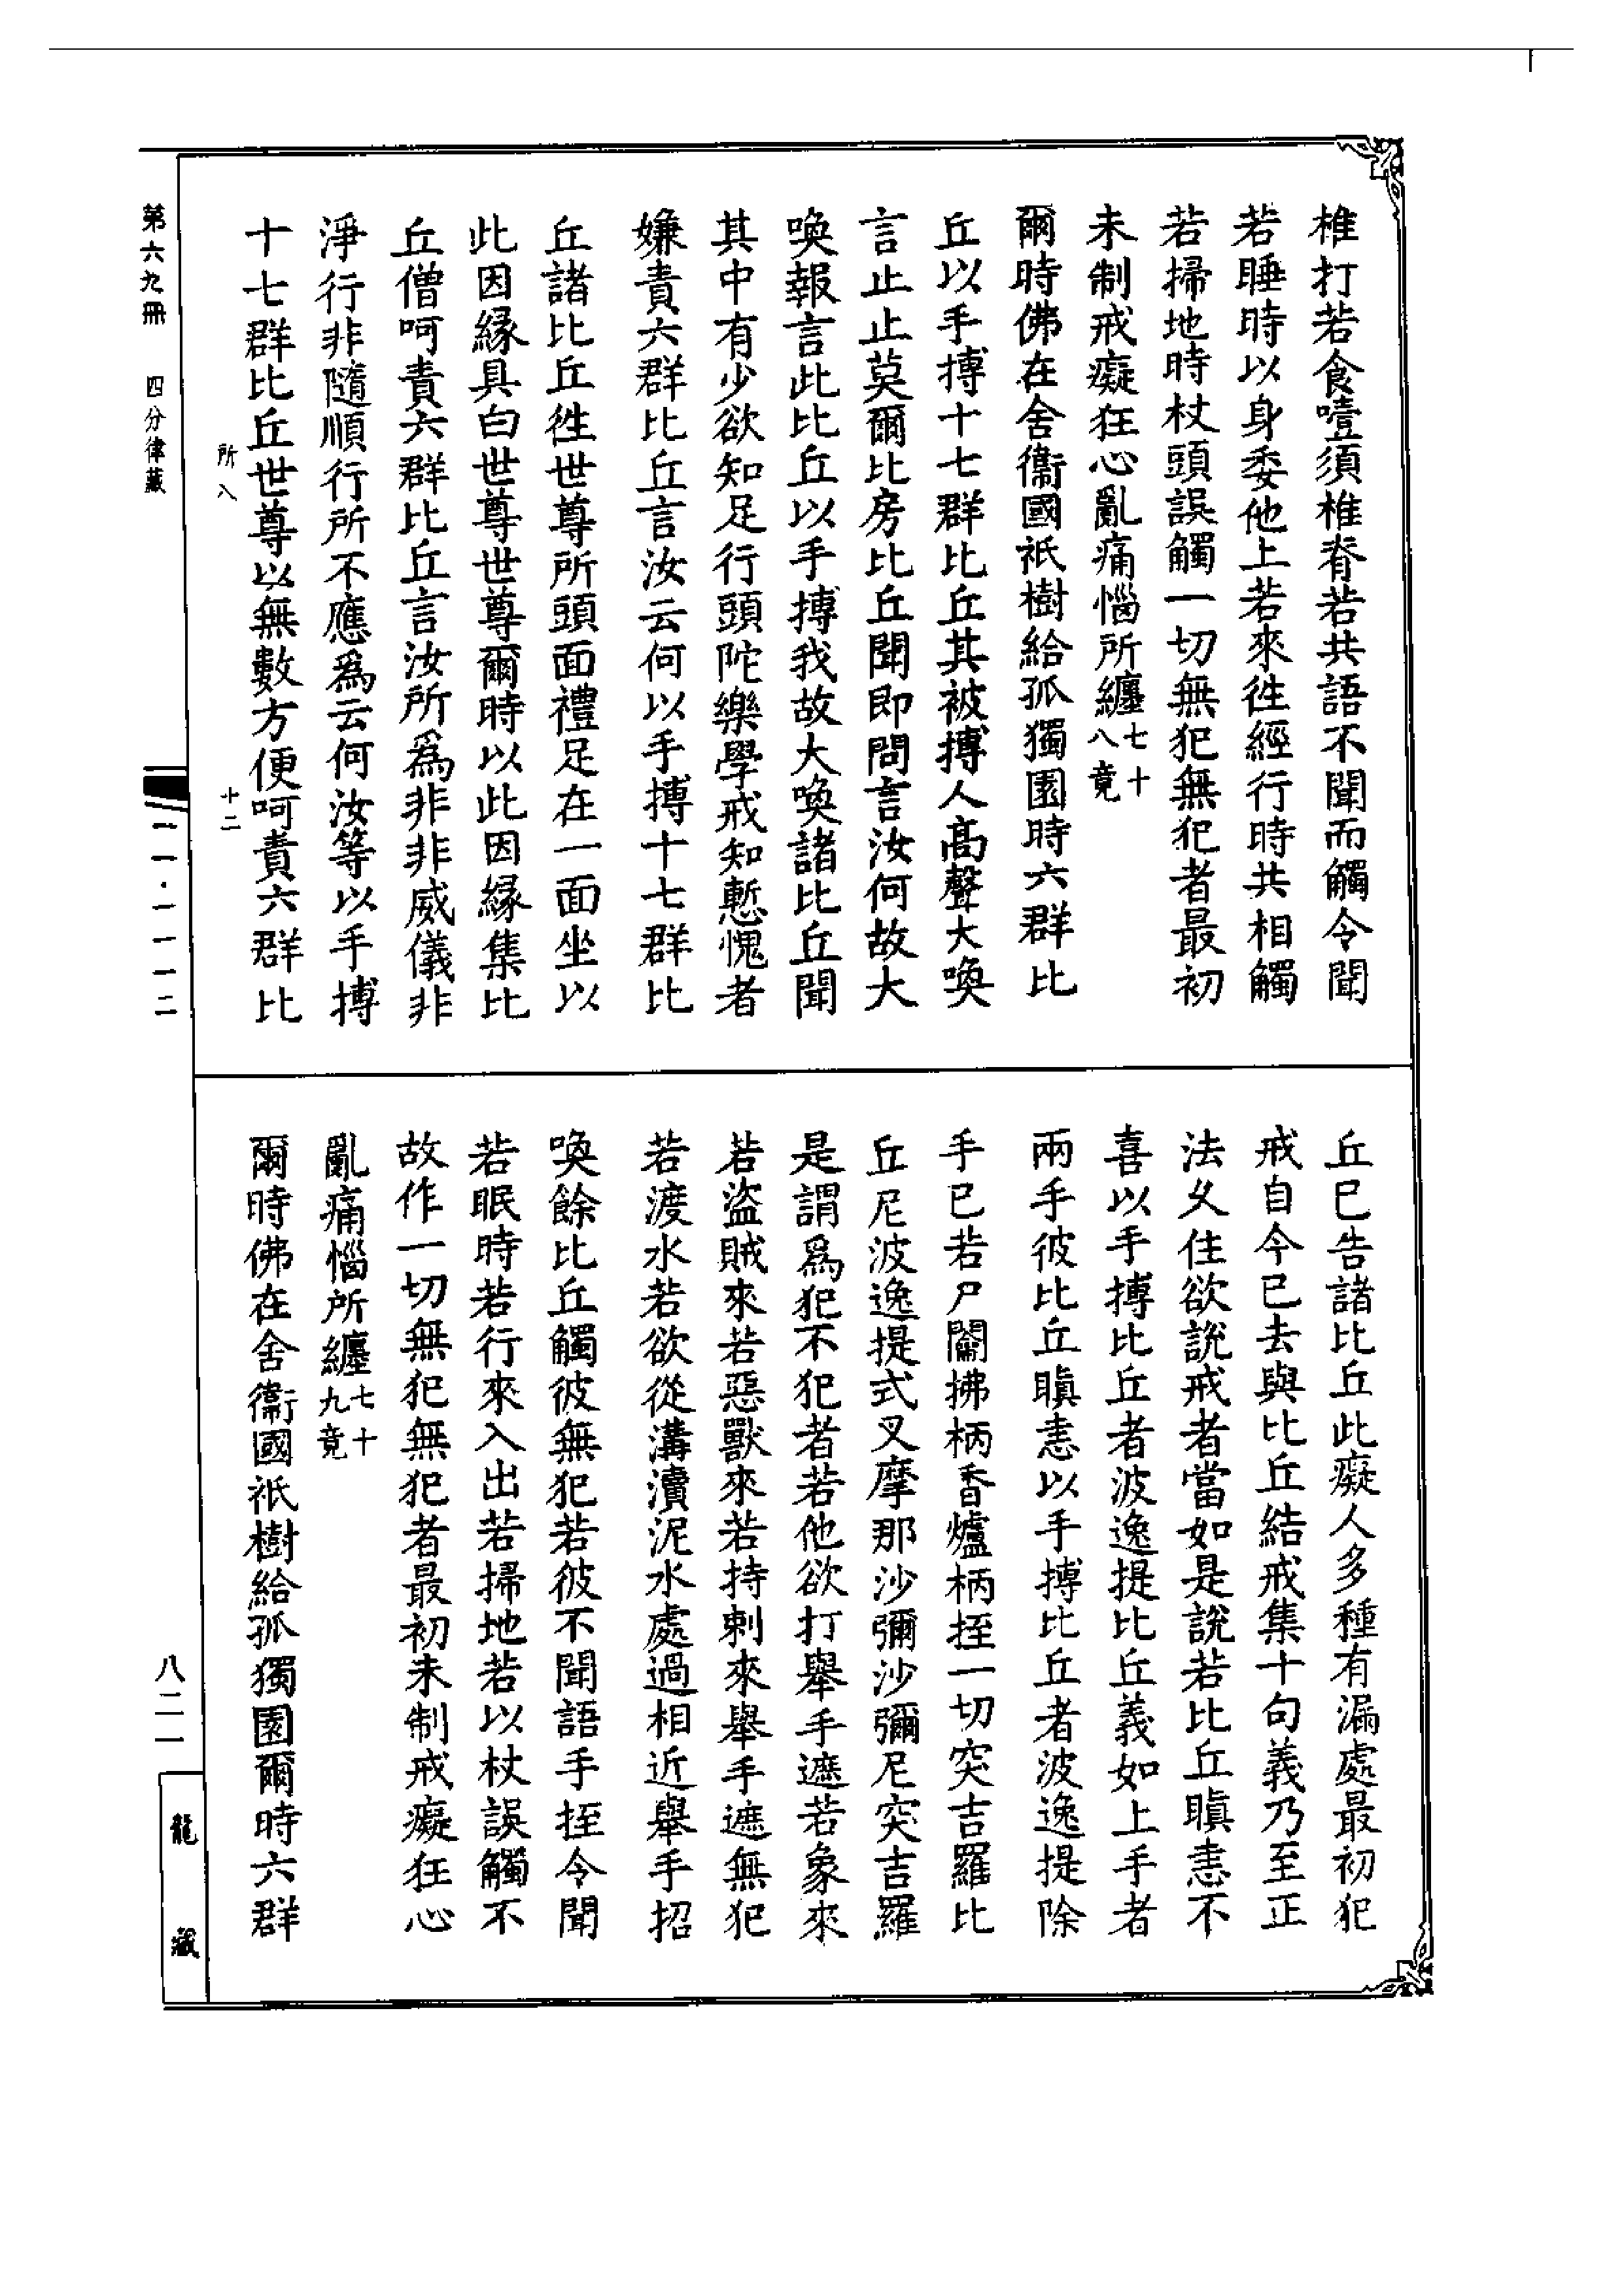 椎打若食噎須椎脊若共語不聞而觸令聞
若睡時以身委他上若來往經行時共相觸
若掃地時杖頭誤觸一切無犯無犯者最初
未制戒癡狂心亂痛惱所纏七十八竟
爾時佛在舍衞國祇樹給孤獨園時六群比
丘以手搏十七群比丘其被搏人高聲大喚
言止止莫爾比房比丘聞即問言汝何故大
喚報言此比丘以手搏我故大喚諸比丘聞
其中有少欲知足行頭陀樂學戒知慙愧者
嫌責六群比丘言汝云何以手搏十七群比
丘諸比丘往世尊所頭面禮足在一面坐以
此因緣具白世尊世尊爾時以此因緣集比
丘僧呵責六群比丘言汝所爲非非威儀非
淨行非隨順行所不應爲云何汝等以手搏
十七群比丘世尊以無數方便呵責六群比
丘已告諸比丘此癡人多種有漏處最初犯
戒自今已去與比丘結戒集十句義乃至正
法久住欲說戒者當如是說若比丘瞋恚不
喜以手搏比丘者波逸提比丘義如上手者
兩手彼比丘瞋恚以手搏比丘者波逸提除
手已若戶闥拂柄香爐柄挃一切突吉羅比
丘尼波逸提式叉摩那沙彌沙彌尼突吉羅
是謂爲犯不犯者若他欲打舉手遮若象來
若盜賊來若惡獸來若持刺來舉手遮無犯
若渡水若欲從溝瀆泥水處過相近舉手招
喚餘比丘觸彼無犯若彼不聞語手挃令聞
若眠時若行來入出若掃地若以杖誤觸不
故作一切無犯無犯者最初未制戒癡狂心
亂痛惱所纏七十九竟
爾時佛在舍衞國祇樹給孤獨園爾時六群
所八 十二
第六九冊 四分律藏
一一·一一一二
八二一
龍藏